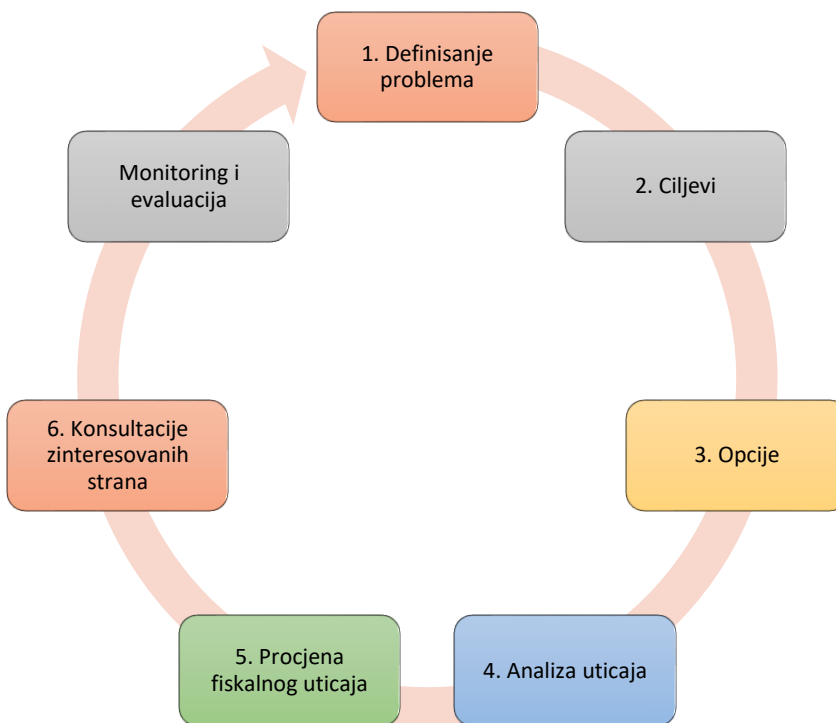 1. Definisanje
problema
2. Ciljevi
3. Opcije
4. Analiza uticaja
5. Procjena
fiskalnog uticaja
6. Konsultacije
zinteresovanih
strana
Monitoring i
evaluacija